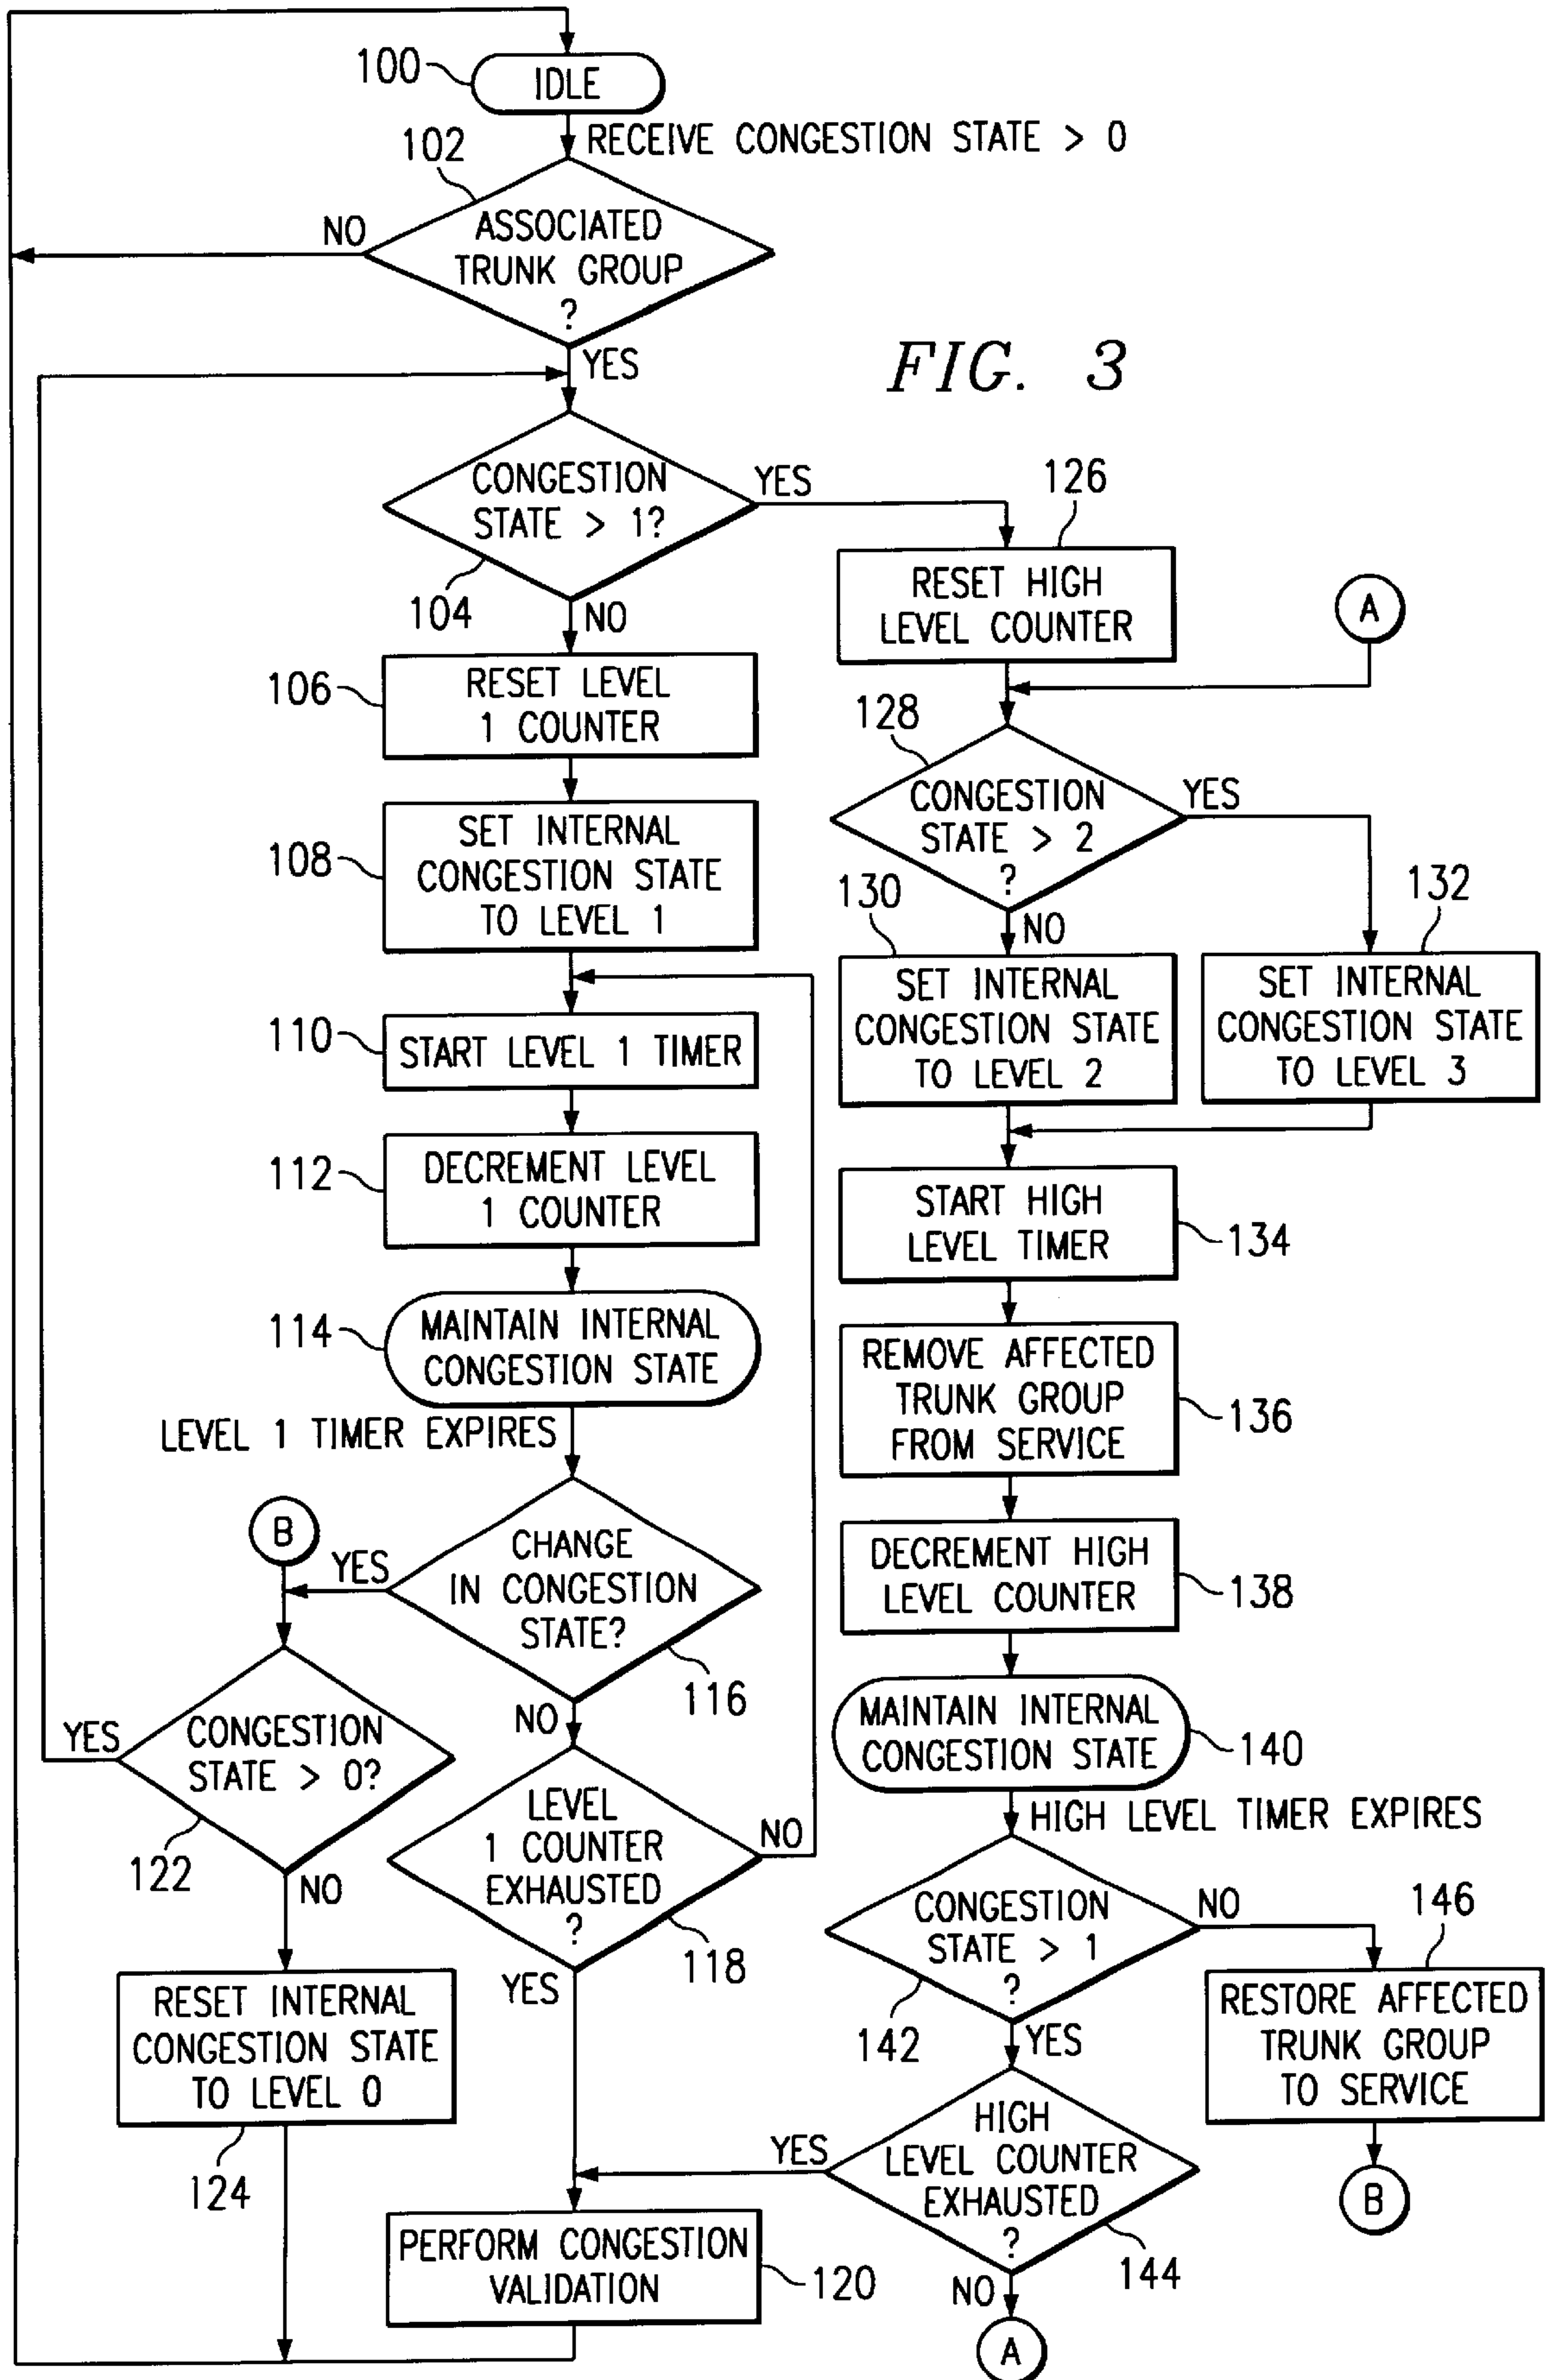 100
IDLE
RECEIVE CONGESTION STATE > 0
102
NO
ASSOCIATED
TRUNK GROUP
?
YES
FIG. 3
CONGESTION
STATE > 1?
YES
104
NO
126
RESET HIGH
LEVEL COUNTER
A
106
RESET LEVEL
1 COUNTER
128
CONGESTION
STATE > 2
?
YES
NO
108
SET INTERNAL
CONGESTION STATE
TO LEVEL 1
130
SET INTERNAL
CONGESTION STATE
TO LEVEL 2
132
SET INTERNAL
CONGESTION STATE
TO LEVEL 3
110
START LEVEL 1 TIMER
112
DECREMENT LEVEL
1 COUNTER
START HIGH
LEVEL TIMER
134
114
MAINTAIN INTERNAL
CONGESTION STATE
REMOVE AFFECTED
TRUNK GROUP
FROM SERVICE
136
LEVEL 1 TIMER EXPIRES
B
YES
CHANGE
IN CONGESTION
STATE?
116
NO
DECREMENT HIGH
LEVEL COUNTER
138
YES
CONGESTION
STATE > 0?
122
NO
MAINTAIN INTERNAL
CONGESTION STATE
140
HIGH LEVEL TIMER EXPIRES
LEVEL
1 COUNTER
EXHAUSTED
?
NO
118
YES
CONGESTION
STATE > 1
?
NO
142
YES
146
RESTORE AFFECTED
TRUNK GROUP
TO SERVICE
B
RESET INTERNAL
CONGESTION STATE
TO LEVEL 0
124
YES
HIGH
LEVEL COUNTER
EXHAUSTED
?
144
NO
A
PERFORM CONGESTION
VALIDATION
120